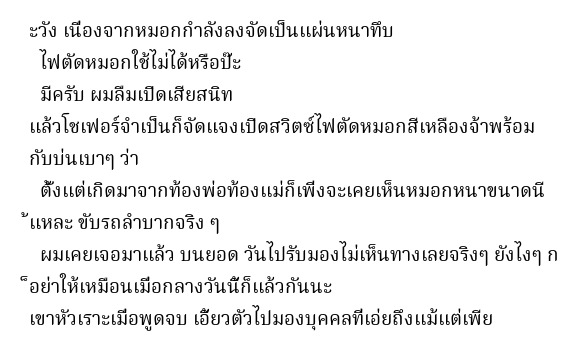 ะวัง เนื่องจากหมอกกำลังลงจัดเป็นแผ่นหนาทึบ
ไฟตัดหมอกใช้ไม่ได้หรือป๊ะ
มีครับ ผมลืมเปิดเสียสนิท
แล้วโชเฟอร์จำเป็นก็จัดแจงเปิดสวิตซ์ไฟตัดหมอกสีเหลืองจ้าพร้อม
กับบ่นเบาๆ ว่า
ตั้งแต่เกิดมาจากท้องพ่อท้องแม่ก็เพิ่งจะเคยเห็นหมอกหนาขนาดนี
้แหละ ขับรถลำบากจริง ๆ
ผมเคยเจอมาแล้ว บนยอด วันไปรับมองไม่เห็นทางเลยจริงๆ ยังไงๆ ก
็อย่าให้เหมือนเมื่อกลางวันนี้ก็แล้วกันนะ
เขาหัวเราะเมื่อพูดจบ เอี้ยวตัวไปมองบุคคลที่เอ่ยถึงแม้แต่เพีย